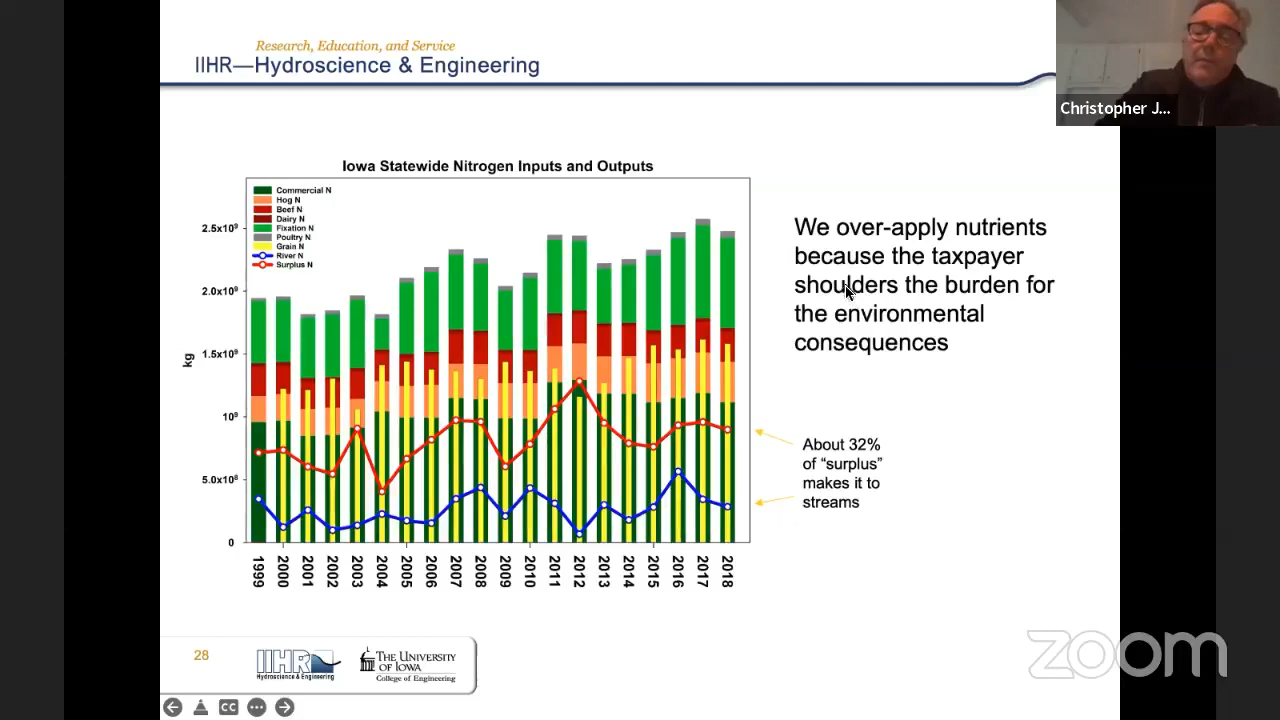 Research, Education, and Service
IIHR—Hydroscience & Engineering
Christopher J...
Iowa Statewide Nitrogen Inputs and Outputs
Commercial N
Hog N
Beef N
Dairy N
Fixation N
Poultry N
Grain N
River N
Surplus N
2.5x10⁹
2.0x10⁹
1.5x10⁹
10⁹
5.0x10⁸
0
kg
1999 2000 2001 2002 2003 2004 2005 2006 2007 2008 2009 2010 2011 2012 2013 2014 2015 2016 2017 2018
We over-apply nutrients
because the taxpayer
shoulders the burden for
the environmental
consequences
About 32%
of “surplus”
makes it to
streams
28
IIHR
Hydroscience & Engineering
THE UNIVERSITY
OF IOWA
College of Engineering
CC
zoom